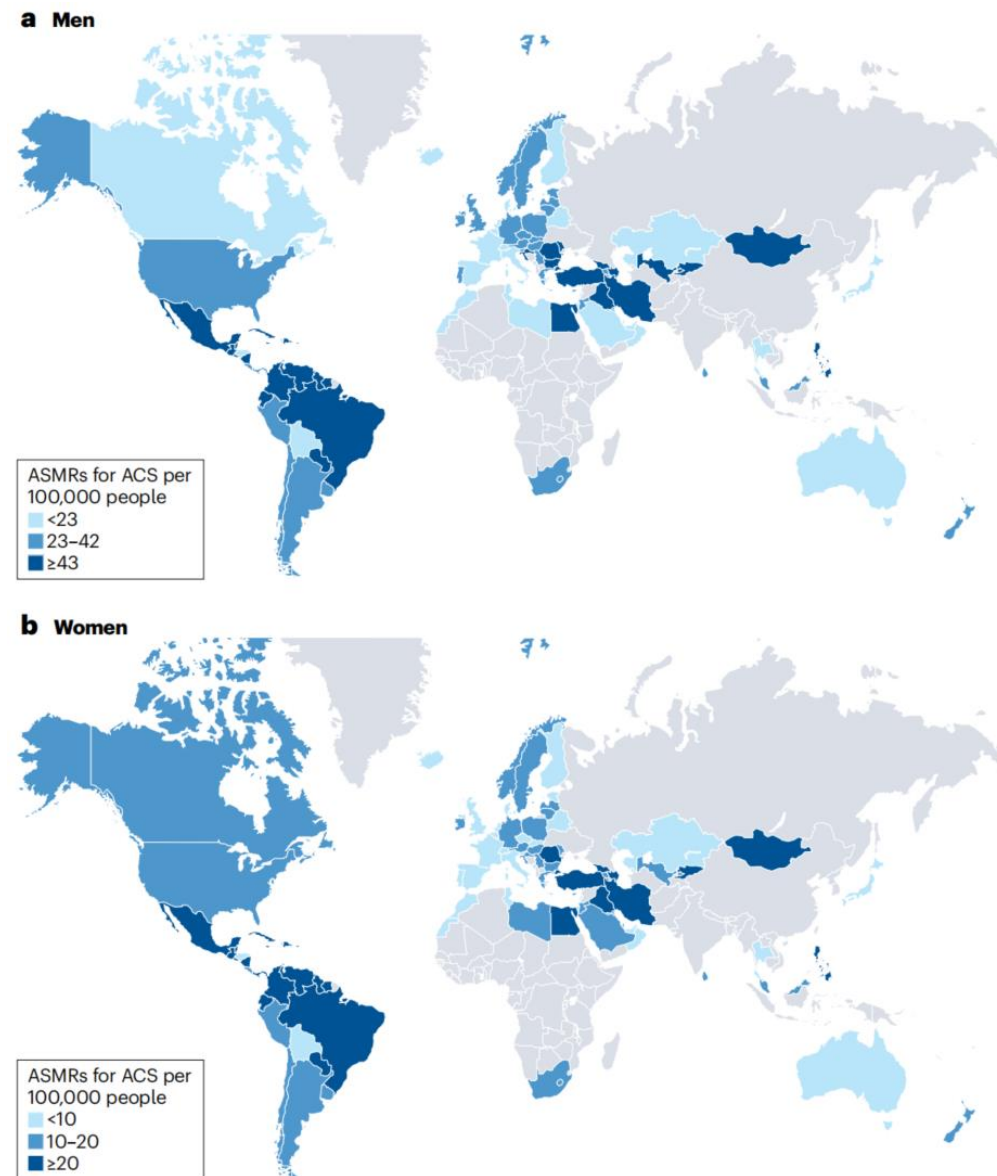 a Men
ASMRs for ACS per
100,000 people
<23
23–42
≥43
b Women
ASMRs for ACS per
100,000 people
<10
10–20
≥20